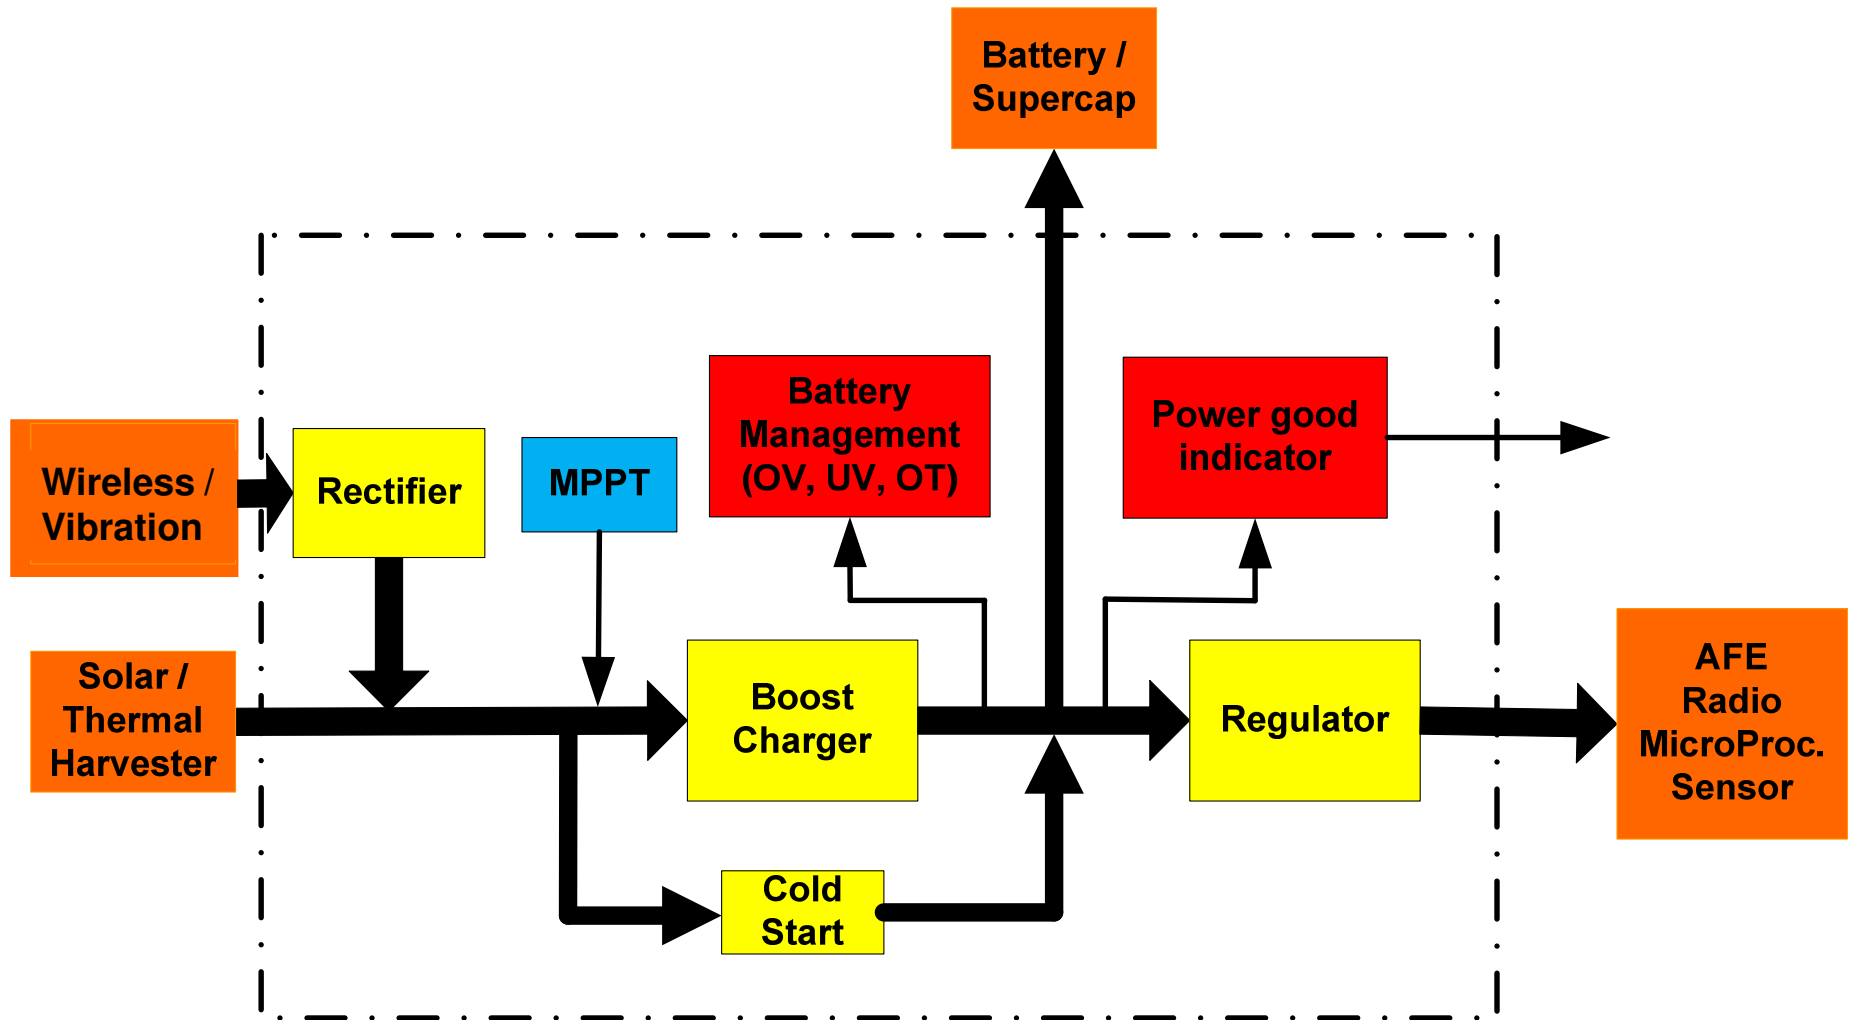 Battery /
Supercap
Battery
Management
(OV, UV, OT)
Power good
indicator
Wireless /
Vibration
Rectifier
MPPT
Solar /
Thermal
Harvester
Boost
Charger
Regulator
AFE
Radio
MicroProc.
Sensor
Cold
Start